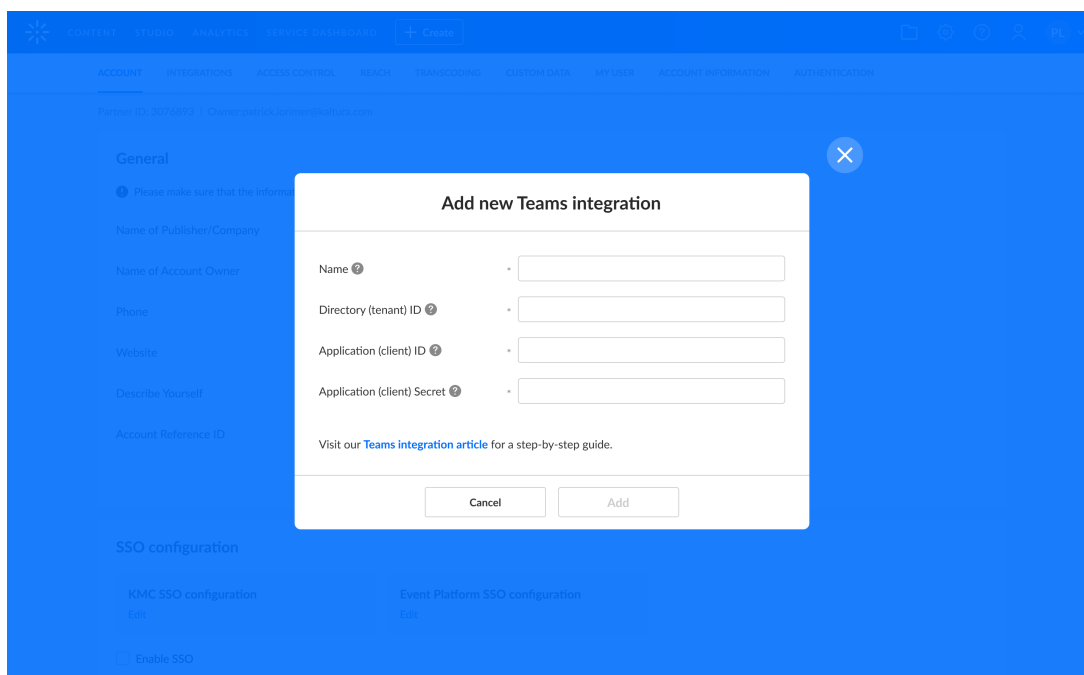 CONTENT STUDIO ANALYTICS SERVICE DASHBOARD + Create PL
ACCOUNT INTEGRATIONS ACCESS CONTROL REACH TRANSCODING CUSTOM DATA MY USER ACCOUNT INFORMATION AUTHENTICATION
Partner ID: 3076893 | Owner:
General
Please make sure that the informat
Name of Publisher/Company
Name of Account Owner
Phone
Website
Describe Yourself
Account Reference ID
Add new Teams integration
Name ? *
Directory (tenant) ID ? *
Application (client) ID ? *
Application (client) Secret ? *
Visit our Teams integration article for a step-by-step guide.
Cancel Add
SSO configuration
KMC SSO configuration Event Platform SSO configuration
Edit Edit
Enable SSO